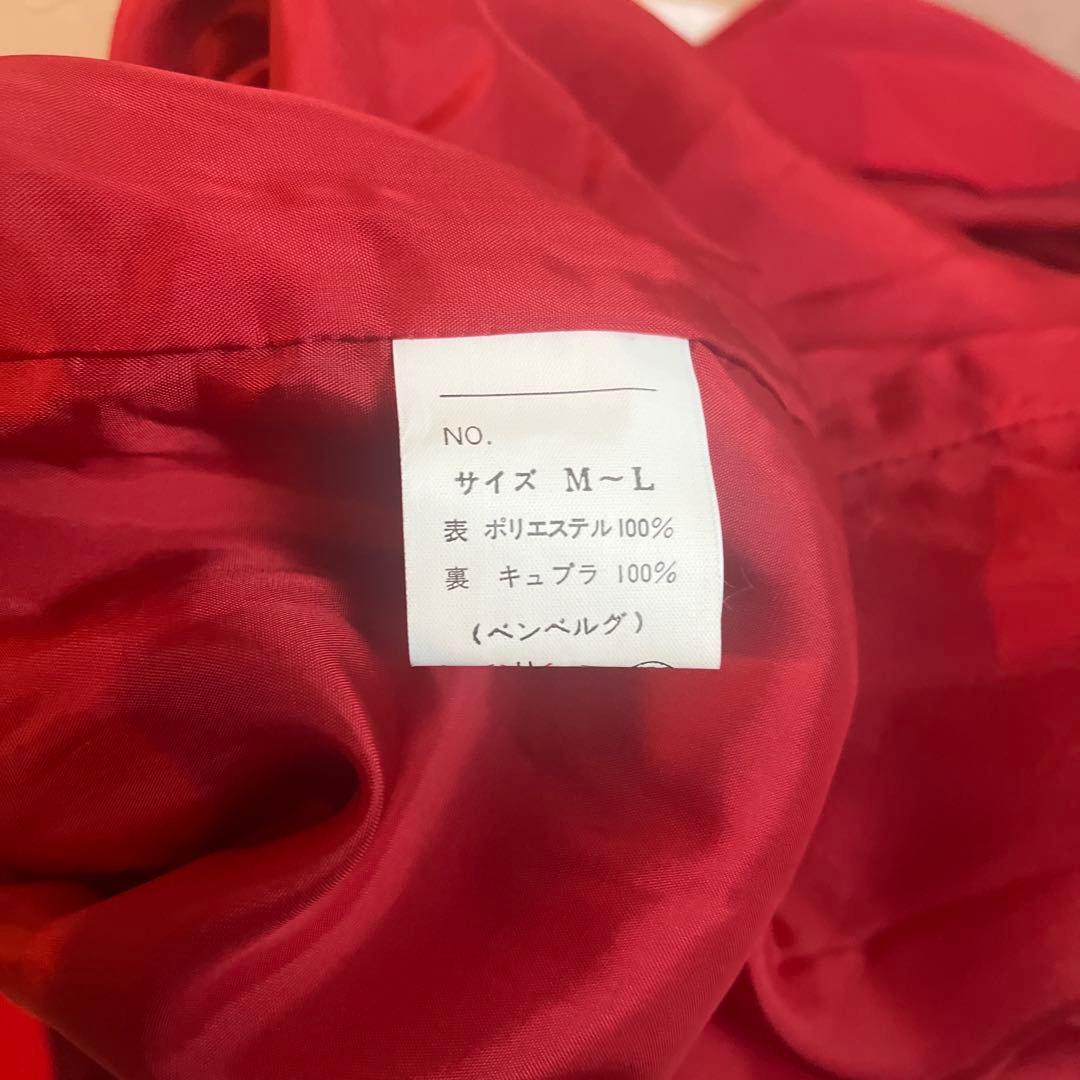 NO.
サイズ M〜L
表 ポリエステル100%
裏 キュプラ 100%
(ベンベルグ)